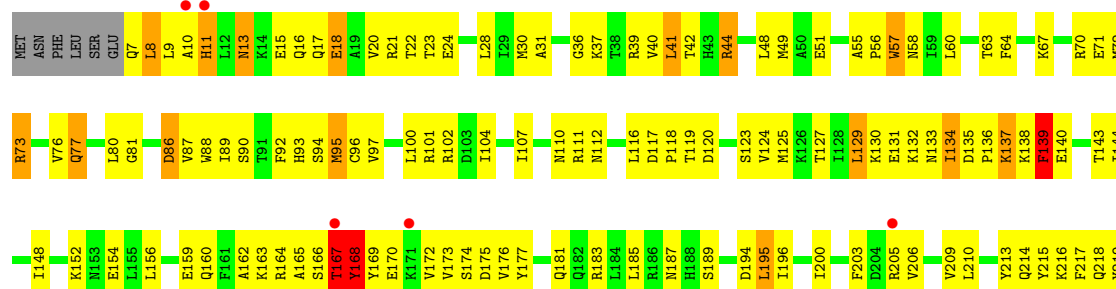 MET ASN PHE LEU SER GLU Q7 L8 L9 A10 H11 L12 N13 K14 E15 Q16 Q17 E18 A19 V20 R21 T22 T23 E24 L28 I29 M30 A31 G36 K37 T38 R39 V40 L41 T42 H43 R44 L48 M49 A50 E51 A55 P56 W57 N58 I59 L60 T63 F64 K67 R70 E71
R73 V76 Q77 L80 G81 D86 V87 W88 I89 S90 T91 F92 H93 S94 M95 C96 V97 L100 R101 R102 D103 I104 I107 N110 R111 N112 L116 D117 P118 T119 D120 S123 V124 M125 K126 T127 I128 L129 K130 E131 K132 N133 I134 D135 P136 K137 K138 F139 E140 T143
I148 K152 N153 E154 L155 L156 E159 Q160 F161 A162 K163 R164 A165 S166 T167 Y168 Y169 E170 K171 V172 V173 S174 D175 V176 Y177 Q181 Q182 R183 L184 L185 R186 N187 H188 S189 D194 L195 I196 I200 F203 D204 R205 V206 V209 L210 Y213 Q214 Y215 K216 F217 Q218